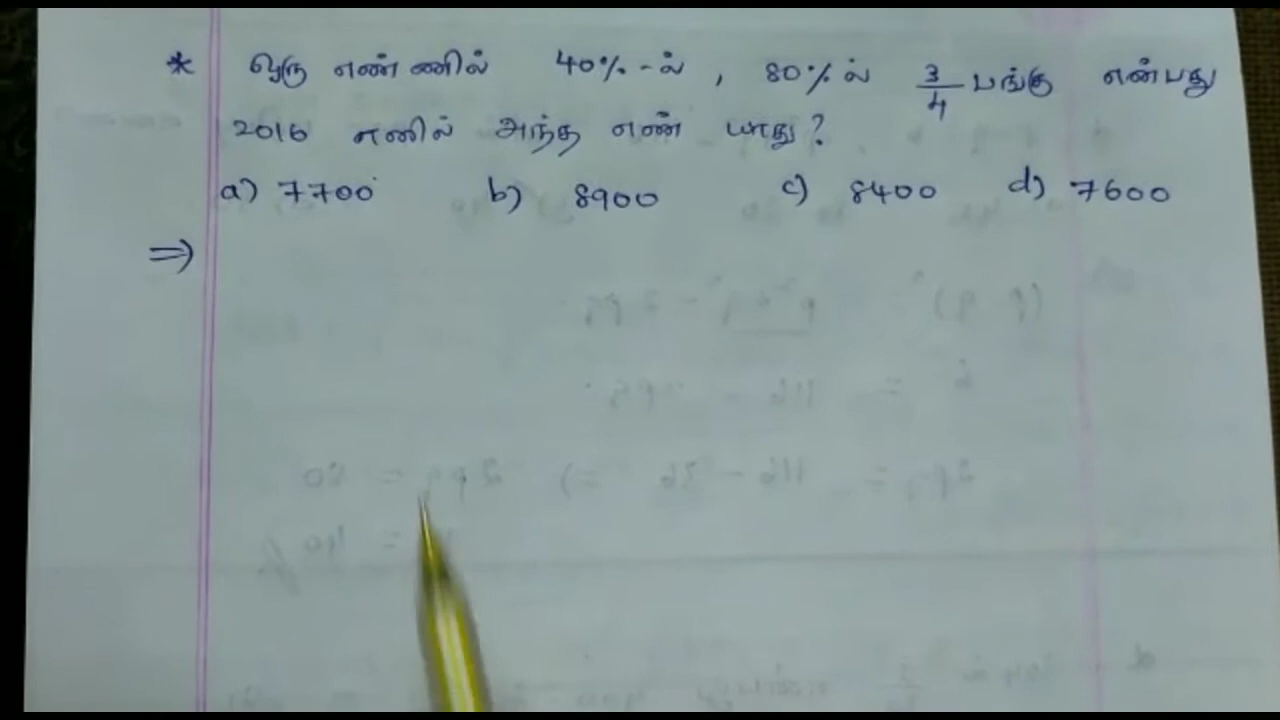 * ஒரு எண்ணில் 40%-ல் , 80%ல் 3/4 பங்கு என்பது
2016 எனில் அந்த எண் யாது?
a) 7700 b) 8900 c) 8400 d) 7600
⇒